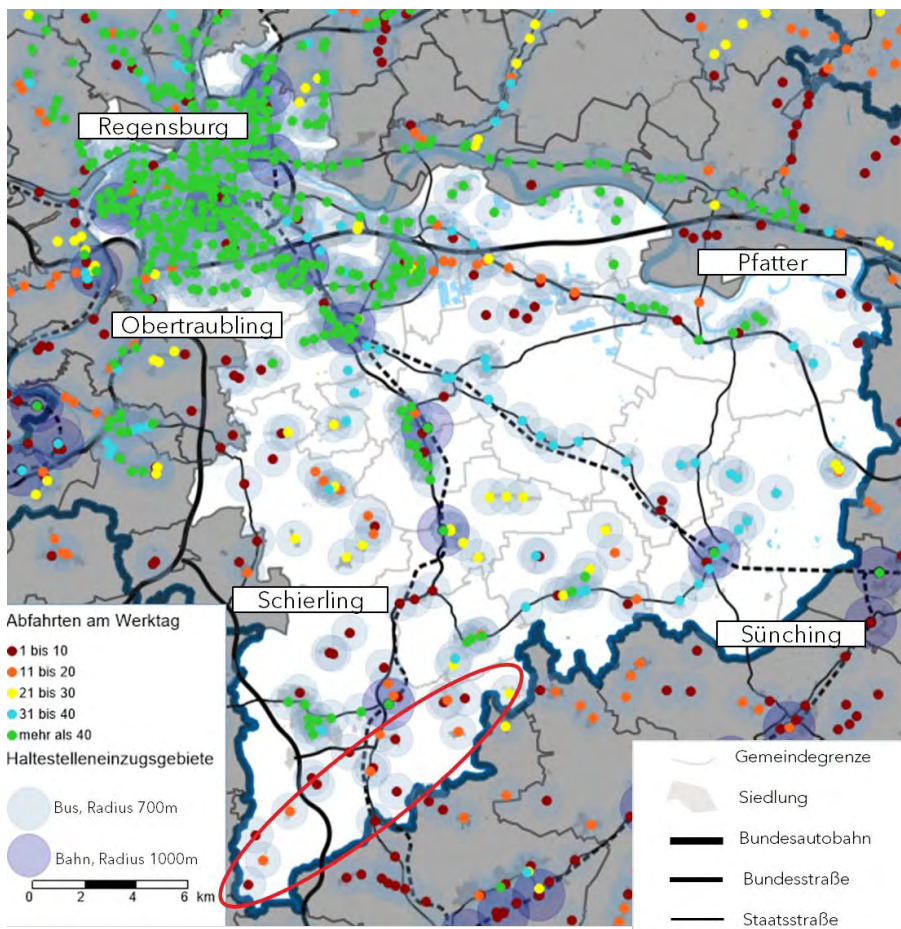 Regensburg
Pfatter
Obertraubling
Schierling
Sünching
Abfahrten am Werktag
1 bis 10
11 bis 20
21 bis 30
31 bis 40
mehr als 40
Haltestelleneinzugsgebiete
Bus, Radius 700m
Bahn, Radius 1000m
0 2 4 6 km
Gemeindegrenze
Siedlung
Bundesautobahn
Bundesstraße
Staatsstraße